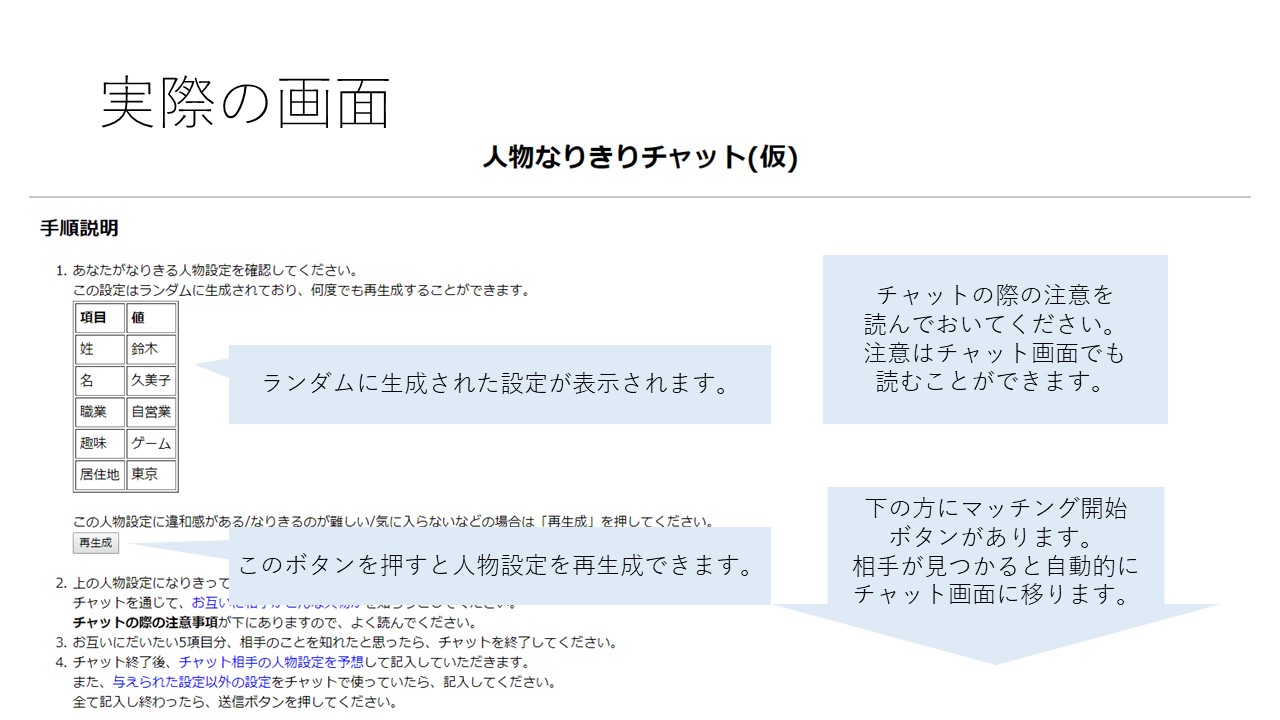 実際の画面
人物なりきりチャット(仮)
手順説明
1. あなたがなりきる人物設定を確認してください。
この設定はランダムに生成されており、何度でも再生成することができます。
項目 値
姓 鈴木
名 久美子
職業 自営業
趣味 ゲーム
居住地 東京
ランダムに生成された設定が表示されます。
チャットの際の注意を
読んでおいてください。
注意はチャット画面でも
読むことができます。
この人物設定に違和感がある/なりきるのが難しい/気に入らないなどの場合は「再生成」を押してください。
再生成
このボタンを押すと人物設定を再生成できます。
下の方にマッチング開始
ボタンがあります。
相手が見つかると自動的に
チャット画面に移ります。
2. 上の人物設定になりきって
チャットを通じて、お互い
チャットの際の注意事項が下にありますので、よく読んでください。
3. お互いにだいたい5項目分、相手のことを知れたと思ったら、チャットを終了してください。
4. チャット終了後、チャット相手の人物設定を予想して記入していただきます。
また、与えられた設定以外の設定をチャットで使っていたら、記入してください。
全て記入し終わったら、送信ボタンを押してください。